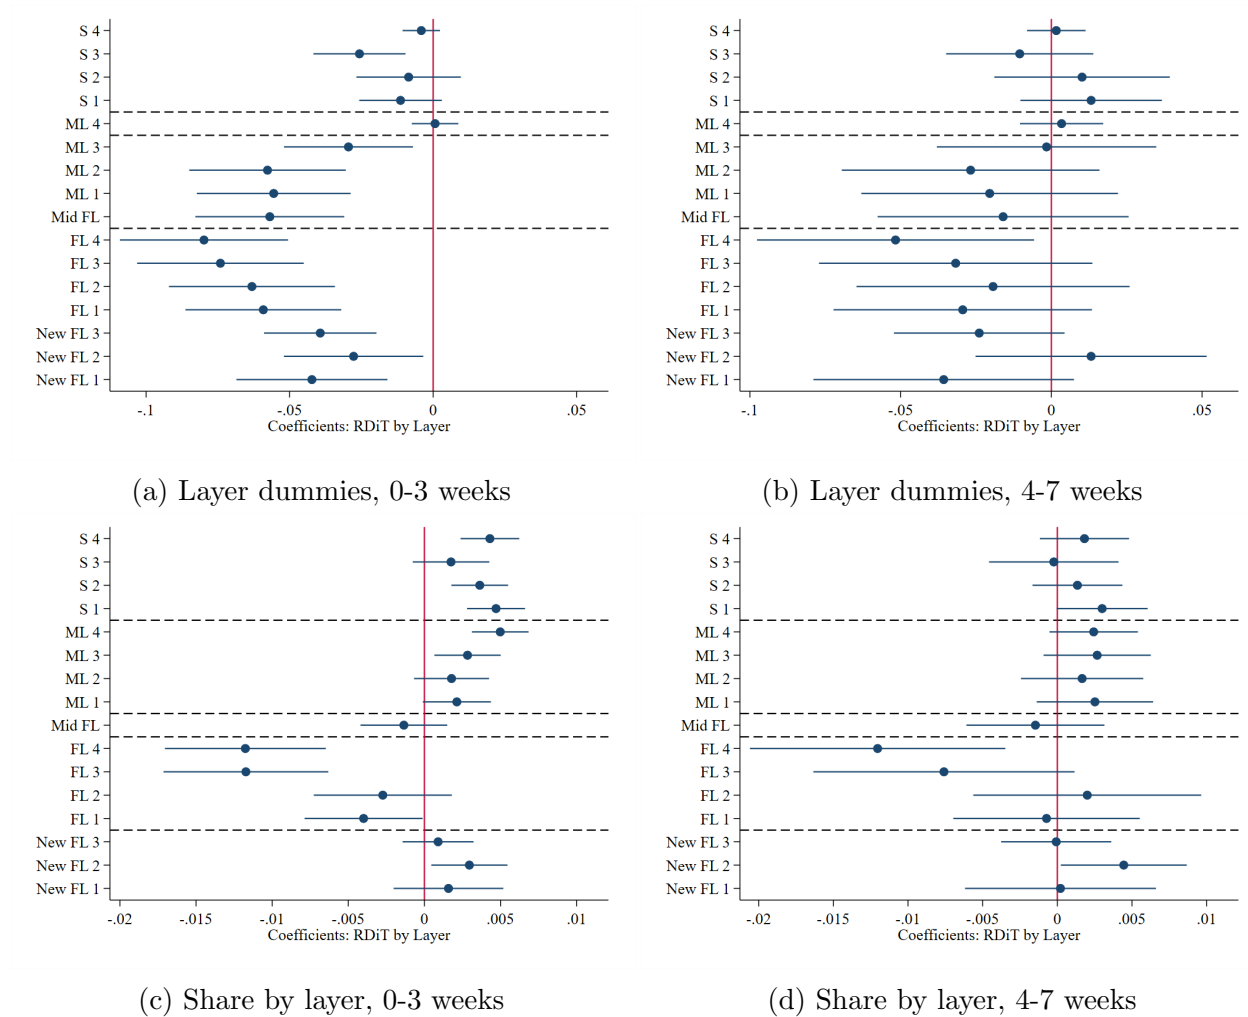 S 4
S 3
S 2
S 1
ML 4
ML 3
ML 2
ML 1
Mid FL
FL 4
FL 3
FL 2
FL 1
New FL 3
New FL 2
New FL 1
-.1 -.05 0 .05
Coefficients: RDiT by Layer
(a) Layer dummies, 0-3 weeks
S 4
S 3
S 2
S 1
ML 4
ML 3
ML 2
ML 1
Mid FL
FL 4
FL 3
FL 2
FL 1
New FL 3
New FL 2
New FL 1
-.1 -.05 0 .05
Coefficients: RDiT by Layer
(b) Layer dummies, 4-7 weeks
S 4
S 3
S 2
S 1
ML 4
ML 3
ML 2
ML 1
Mid FL
FL 4
FL 3
FL 2
FL 1
New FL 3
New FL 2
New FL 1
-.02 -.015 -.01 -.005 0 .005 .01
Coefficients: RDiT by Layer
(c) Share by layer, 0-3 weeks
S 4
S 3
S 2
S 1
ML 4
ML 3
ML 2
ML 1
Mid FL
FL 4
FL 3
FL 2
FL 1
New FL 3
New FL 2
New FL 1
-.02 -.015 -.01 -.005 0 .005 .01
Coefficients: RDiT by Layer
(d) Share by layer, 4-7 weeks